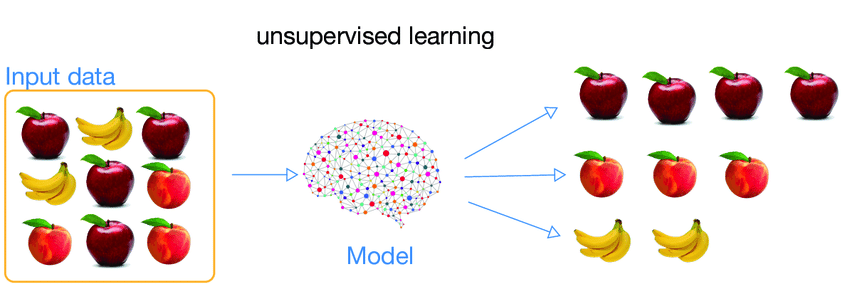 unsupervised learning
Input data
Model